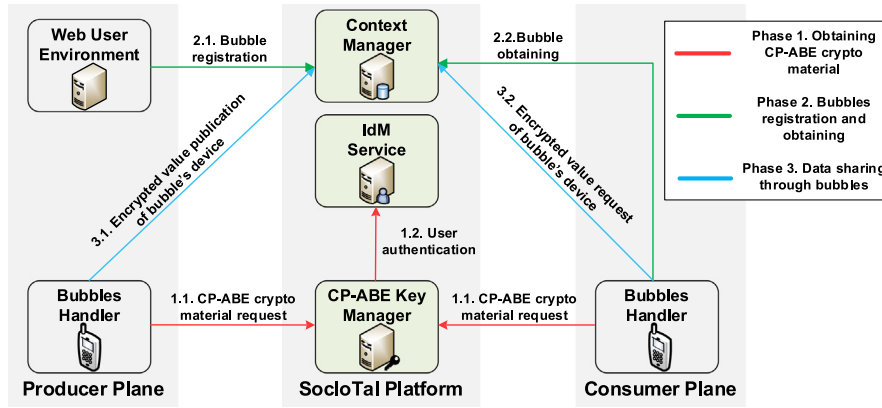 Web User
Environment
2.1. Bubble
registration
Context
Manager
2.2.Bubble
obtaining
Phase 1. Obtaining
CP-ABE crypto
material
Phase 2. Bubbles
registration and
obtaining
Phase 3. Data sharing
through bubbles
IdM
Service
3.1. Encrypted value publication
of bubble's device
3.2. Encrypted value request
of bubble's device
1.2. User
authentication
Bubbles
Handler
1.1. CP-ABE crypto
material request
CP-ABE Key
Manager
1.1. CP-ABE crypto
material request
Bubbles
Handler
Producer Plane
SocIoTal Platform
Consumer Plane